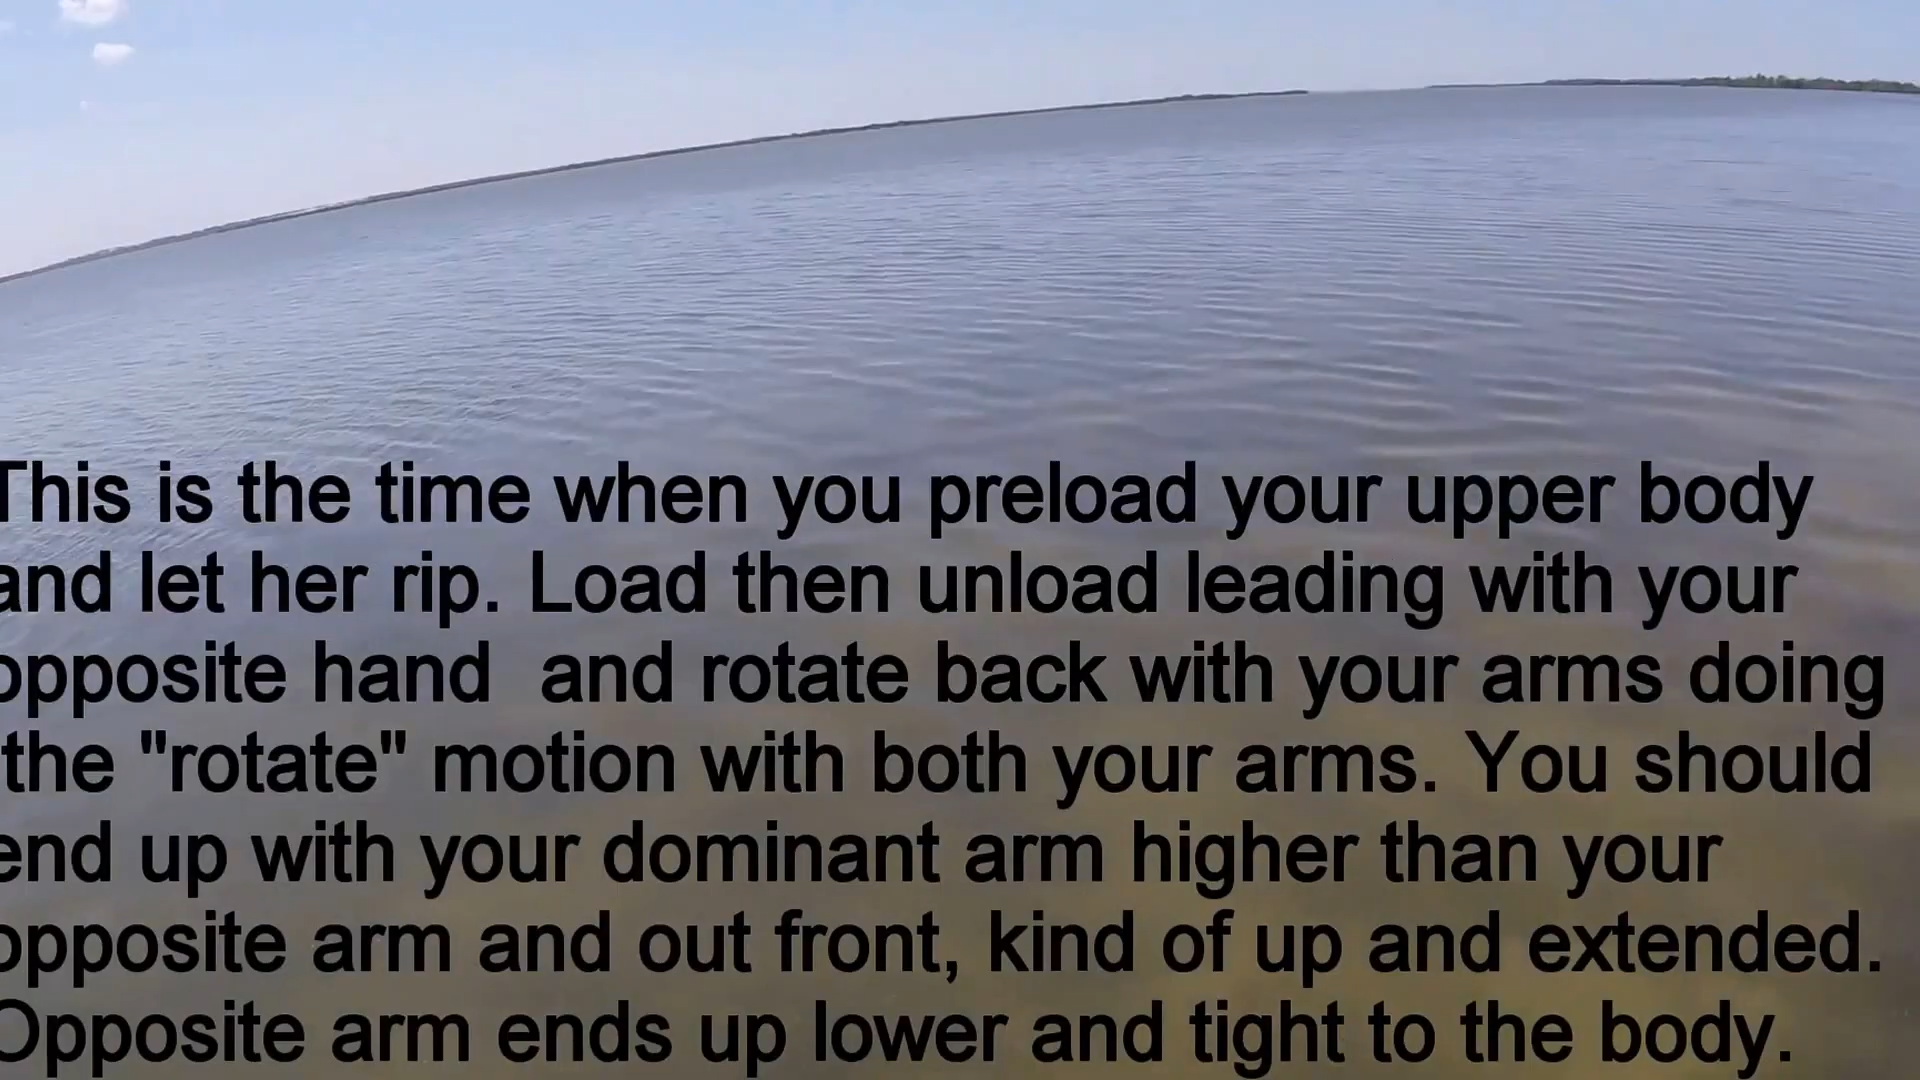 This is the time when you preload your upper body
and let her rip. Load then unload leading with your
opposite hand  and rotate back with your arms doing
the "rotate" motion with both your arms. You should
end up with your dominant arm higher than your
opposite arm and out front, kind of up and extended.
Opposite arm ends up lower and tight to the body.